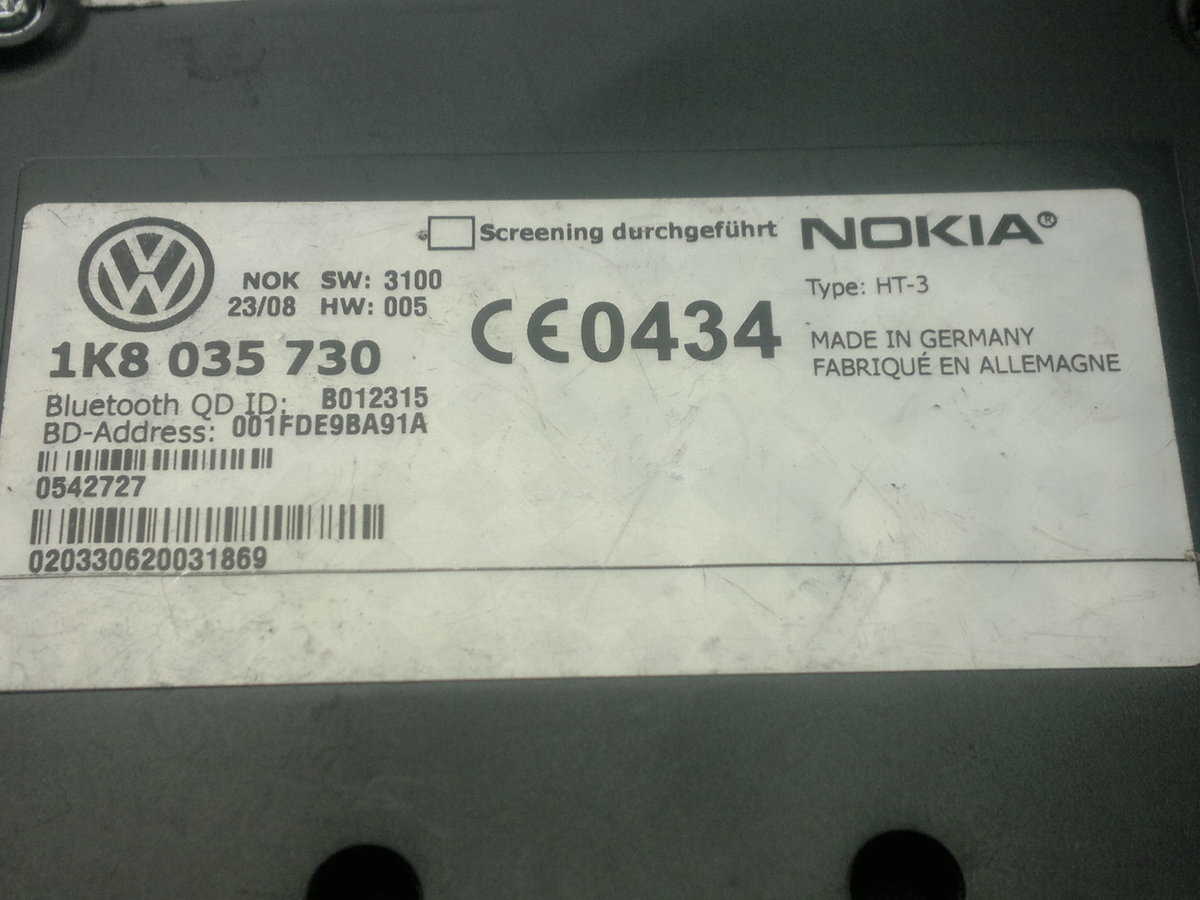 Screening durchgeführt
NOKIA®
NOK SW: 3100
23/08 HW: 005
CE0434
Type: HT-3
1K8 035 730
MADE IN GERMANY
FABRIQUÉ EN ALLEMAGNE
Bluetooth QD ID: B012315
BD-Address: 001FDE9BA91A
0542727
020330620031869